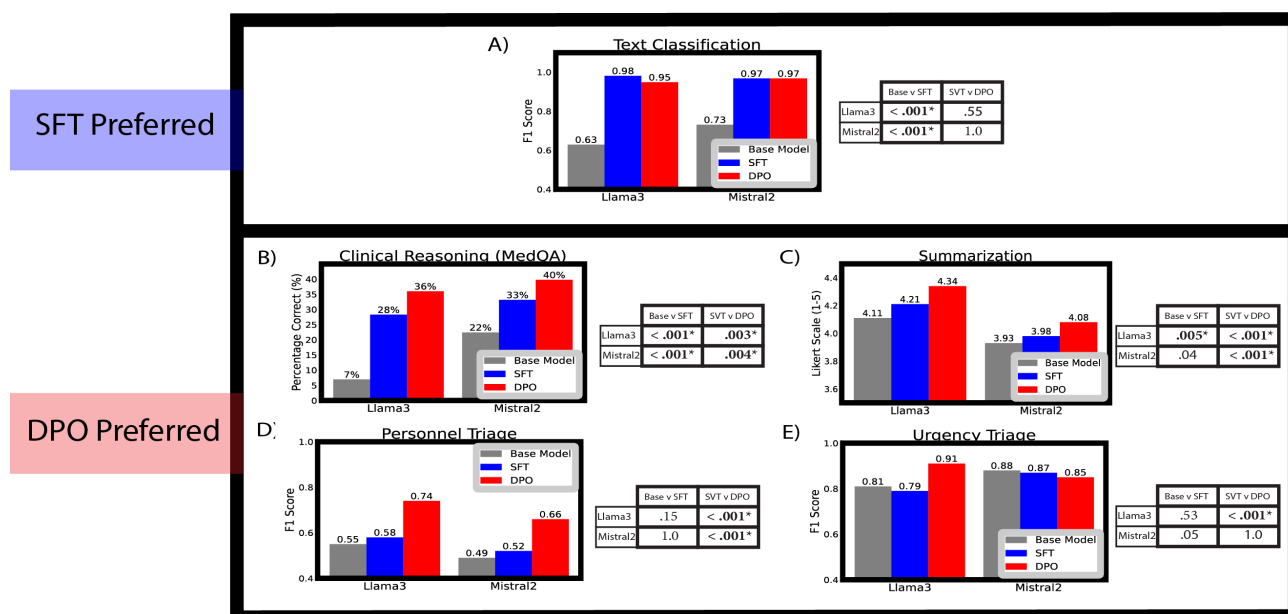 SFT Preferred
DPO Preferred
A)
Text Classification
F1 Score
1.0
0.8
0.6
0.4
0.63
0.98
0.95
0.73
0.97
0.97
Base Model
SFT
DPO
Llama3
Mistral2
Base v SFT SVT v DPO
Llama3 < .001* .55
Mistral2 < .001* 1.0
B)
Clinical Reasoning (MedQA)
Percentage Correct (%)
40
35
30
25
20
15
10
5
0
7%
28%
36%
22%
33%
40%
Base Model
SFT
DPO
Llama3
Mistral2
Base v SFT SVT v DPO
Llama3 < .001* .003*
Mistral2 < .001* .004*
C)
Summarization
Likert Scale (1-5)
4.4
4.2
4.0
3.8
3.6
4.11
4.21
4.34
3.93
3.98
4.08
Base Model
SFT
DPO
Llama3
Mistral2
Base v SFT SVT v DPO
Llama3 .005* < .001*
Mistral2 .04 < .001*
D)
Personnel Triage
F1 Score
1.0
0.8
0.6
0.4
0.55
0.58
0.74
0.49
0.52
0.66
Base Model
SFT
DPO
Llama3
Mistral2
Base v SFT SVT v DPO
Llama3 .15 < .001*
Mistral2 1.0 < .001*
E)
Urgency Triage
F1 Score
1.0
0.8
0.6
0.4
0.81
0.79
0.91
0.88
0.87
0.85
Base Model
SFT
DPO
Llama3
Mistral2
Base v SFT SVT v DPO
Llama3 .53 < .001*
Mistral2 .05 1.0